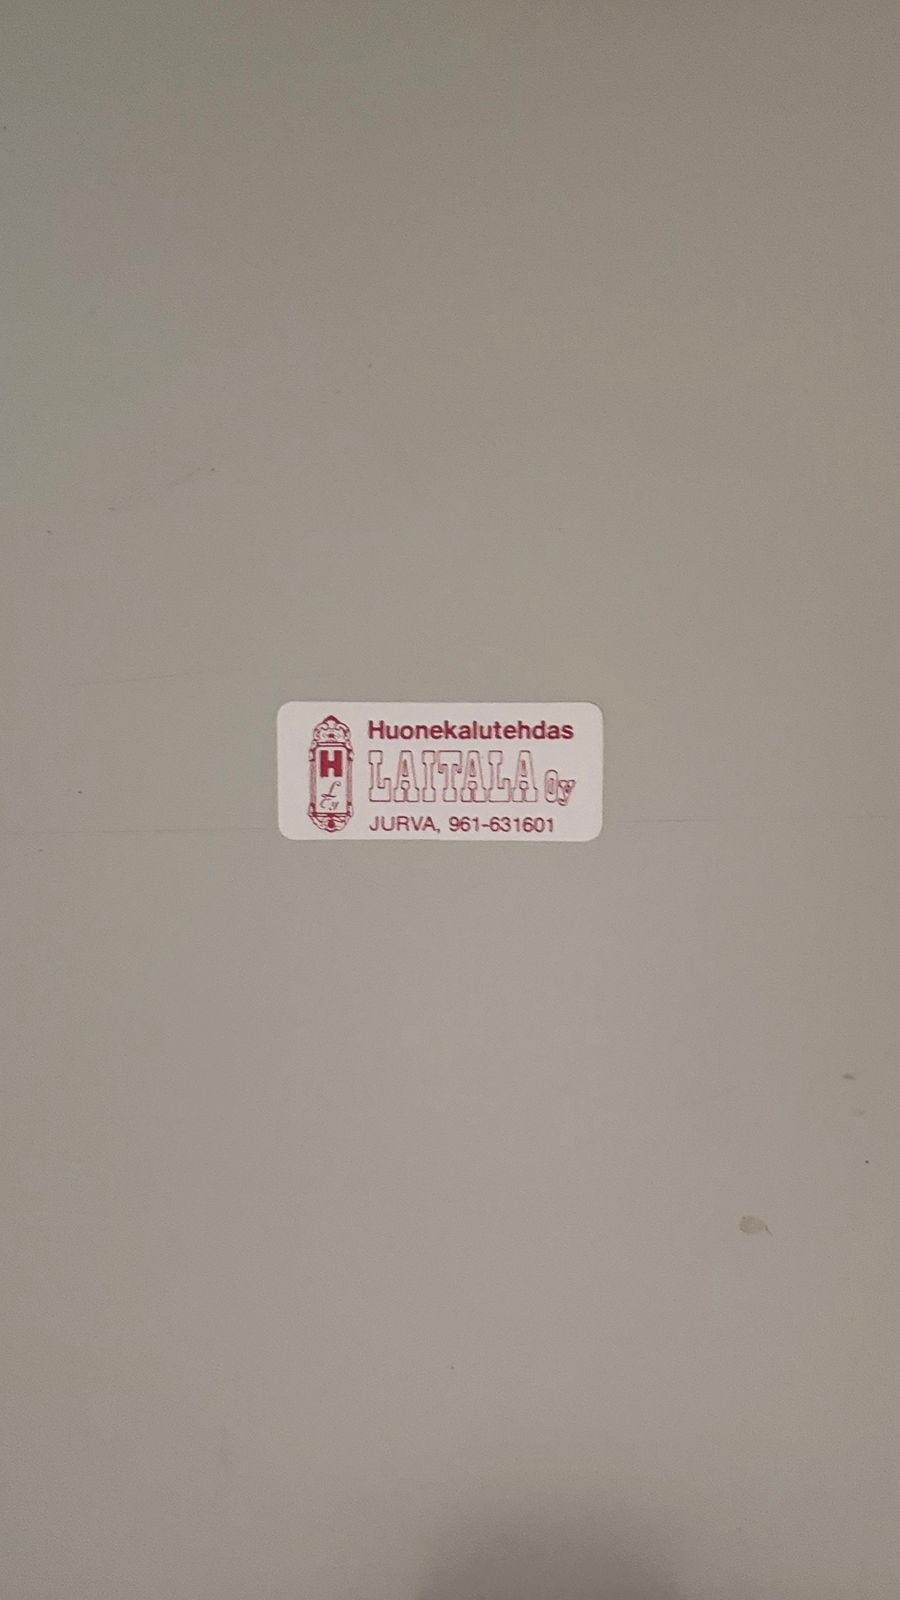 Huonekalutehdas
LAITALA Oy
JURVA, 961-631601
H